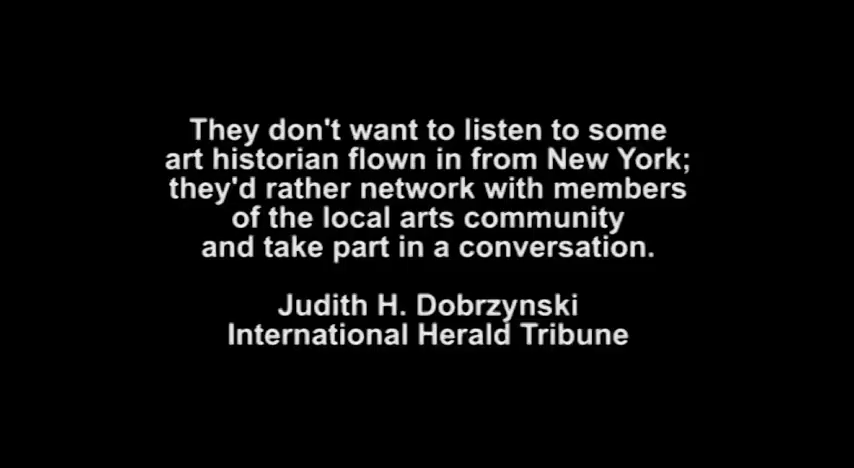 They don't want to listen to some
art historian flown in from New York;
they'd rather network with members
of the local arts community
and take part in a conversation.
Judith H. Dobrzynski
International Herald Tribune